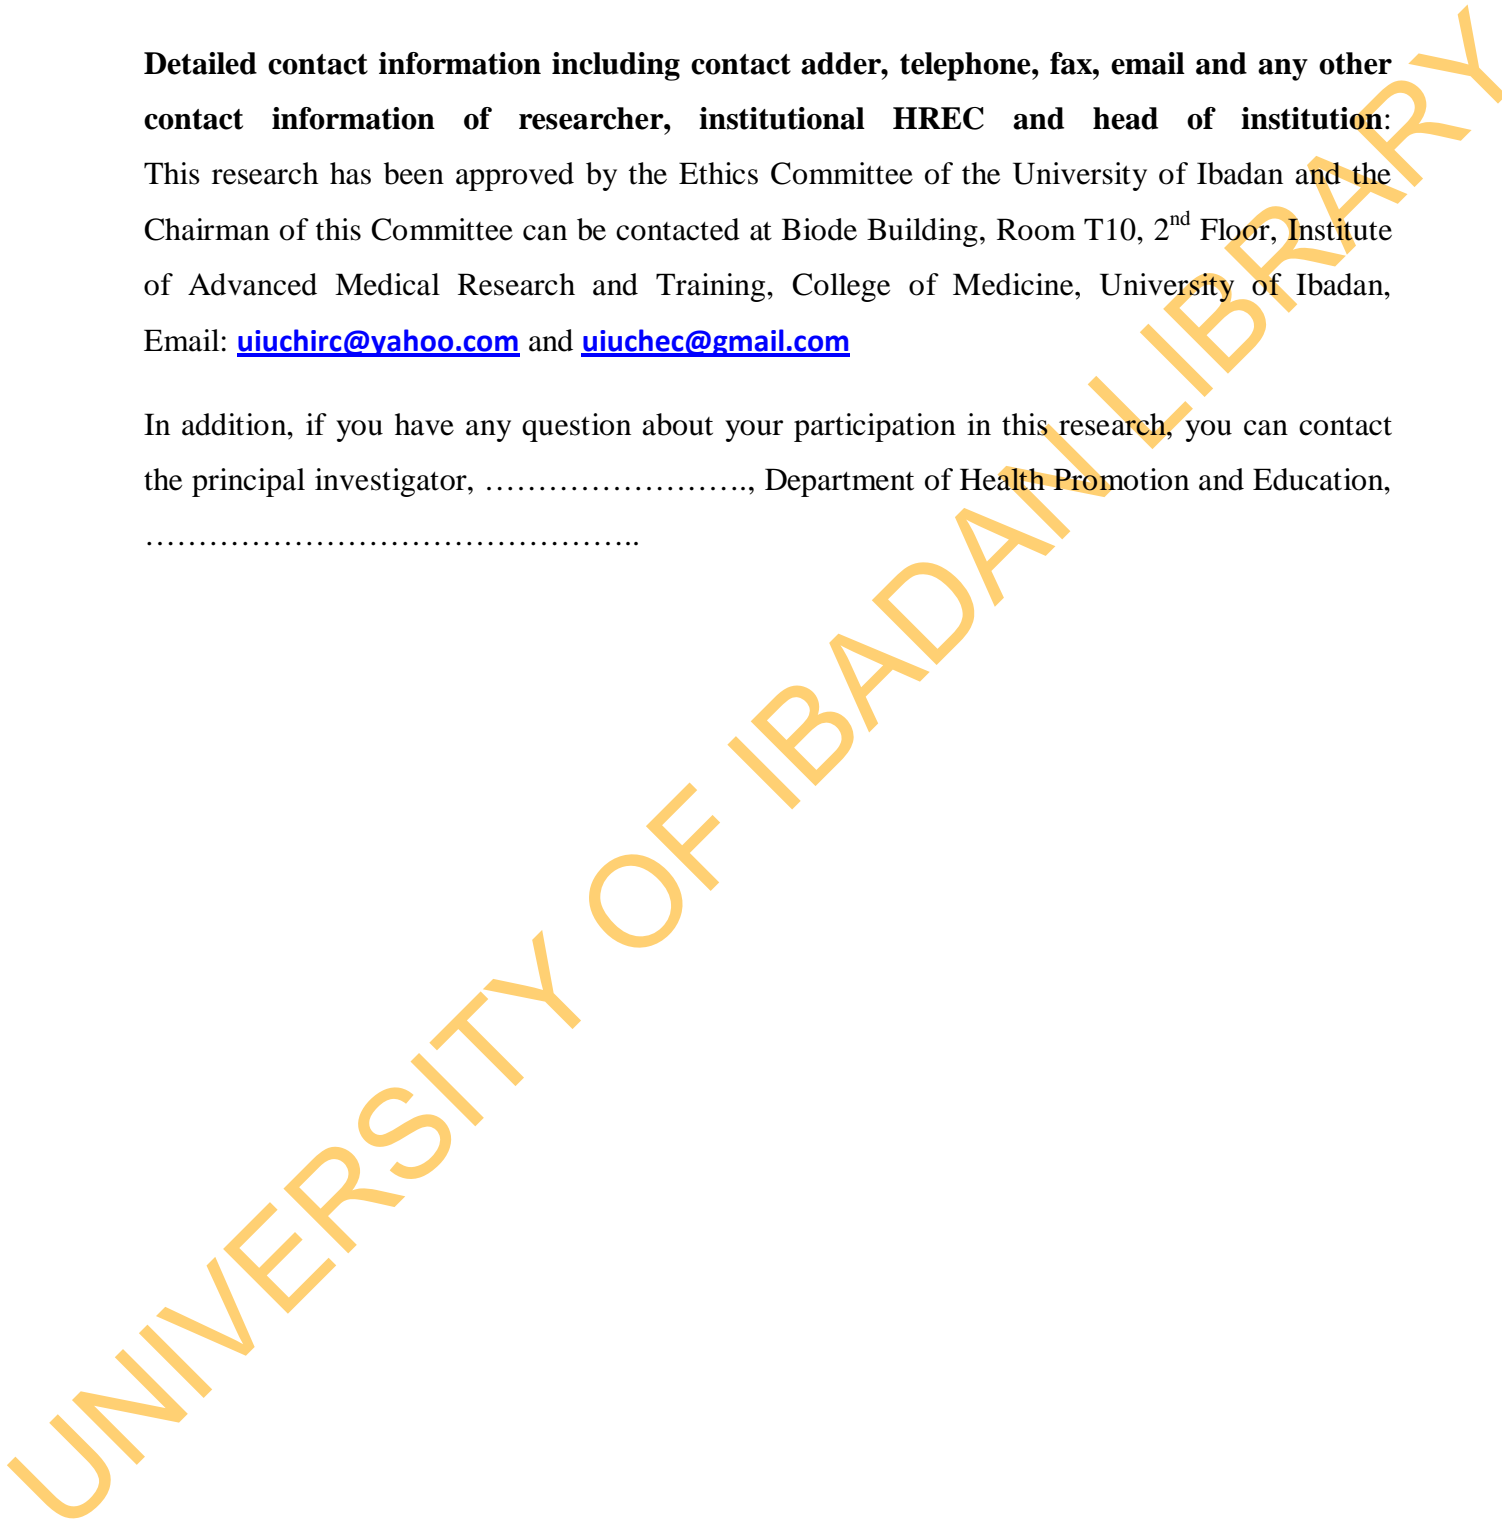 Detailed contact information including contact adder, telephone, fax, email and any other
contact information of researcher, institutional HREC and head of institution:
This research has been approved by the Ethics Committee of the University of Ibadan and the
Chairman of this Committee can be contacted at Biode Building, Room T10, 2nd Floor, Institute
of Advanced Medical Research and Training, College of Medicine, University of Ibadan,
Email: uiuchirc@yahoo.com and uiuchec@gmail.com
In addition, if you have any question about your participation in this research, you can contact
the principal investigator, ……………………., Department of Health Promotion and Education,
………………………………………..
UNIVERSITY OF IBADAN LIBRARY